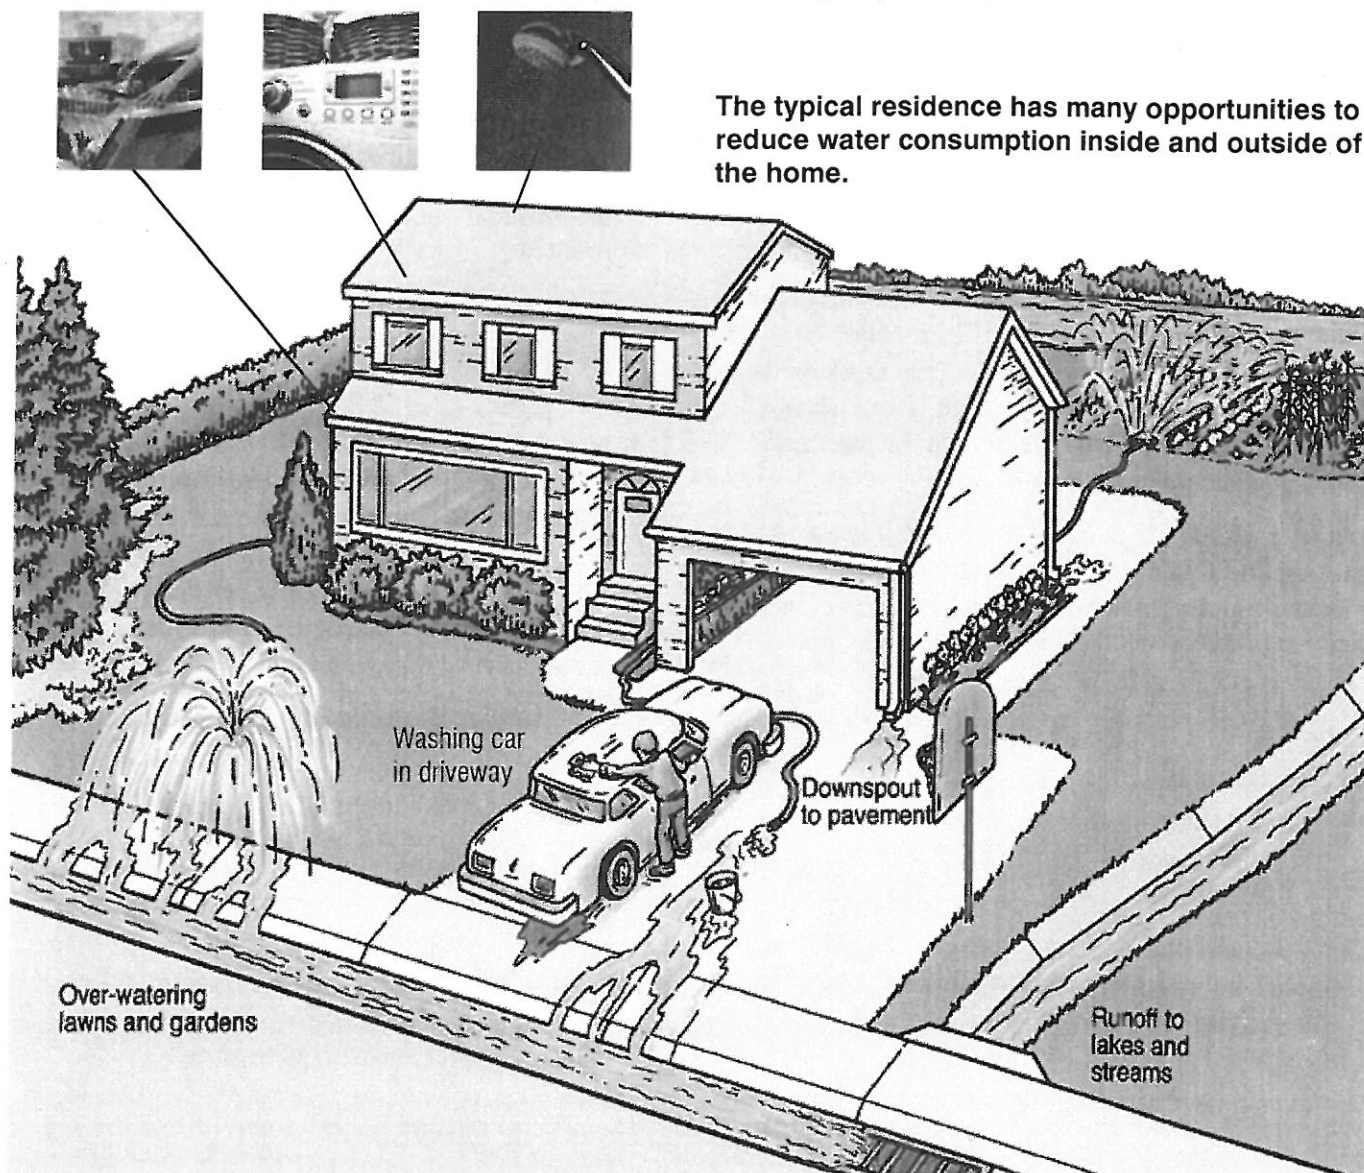 The typical residence has many opportunities to
reduce water consumption inside and outside of
the home.
Washing car
in driveway
Downspout
to pavement
Over-watering
lawns and gardens
Runoff to
lakes and
streams